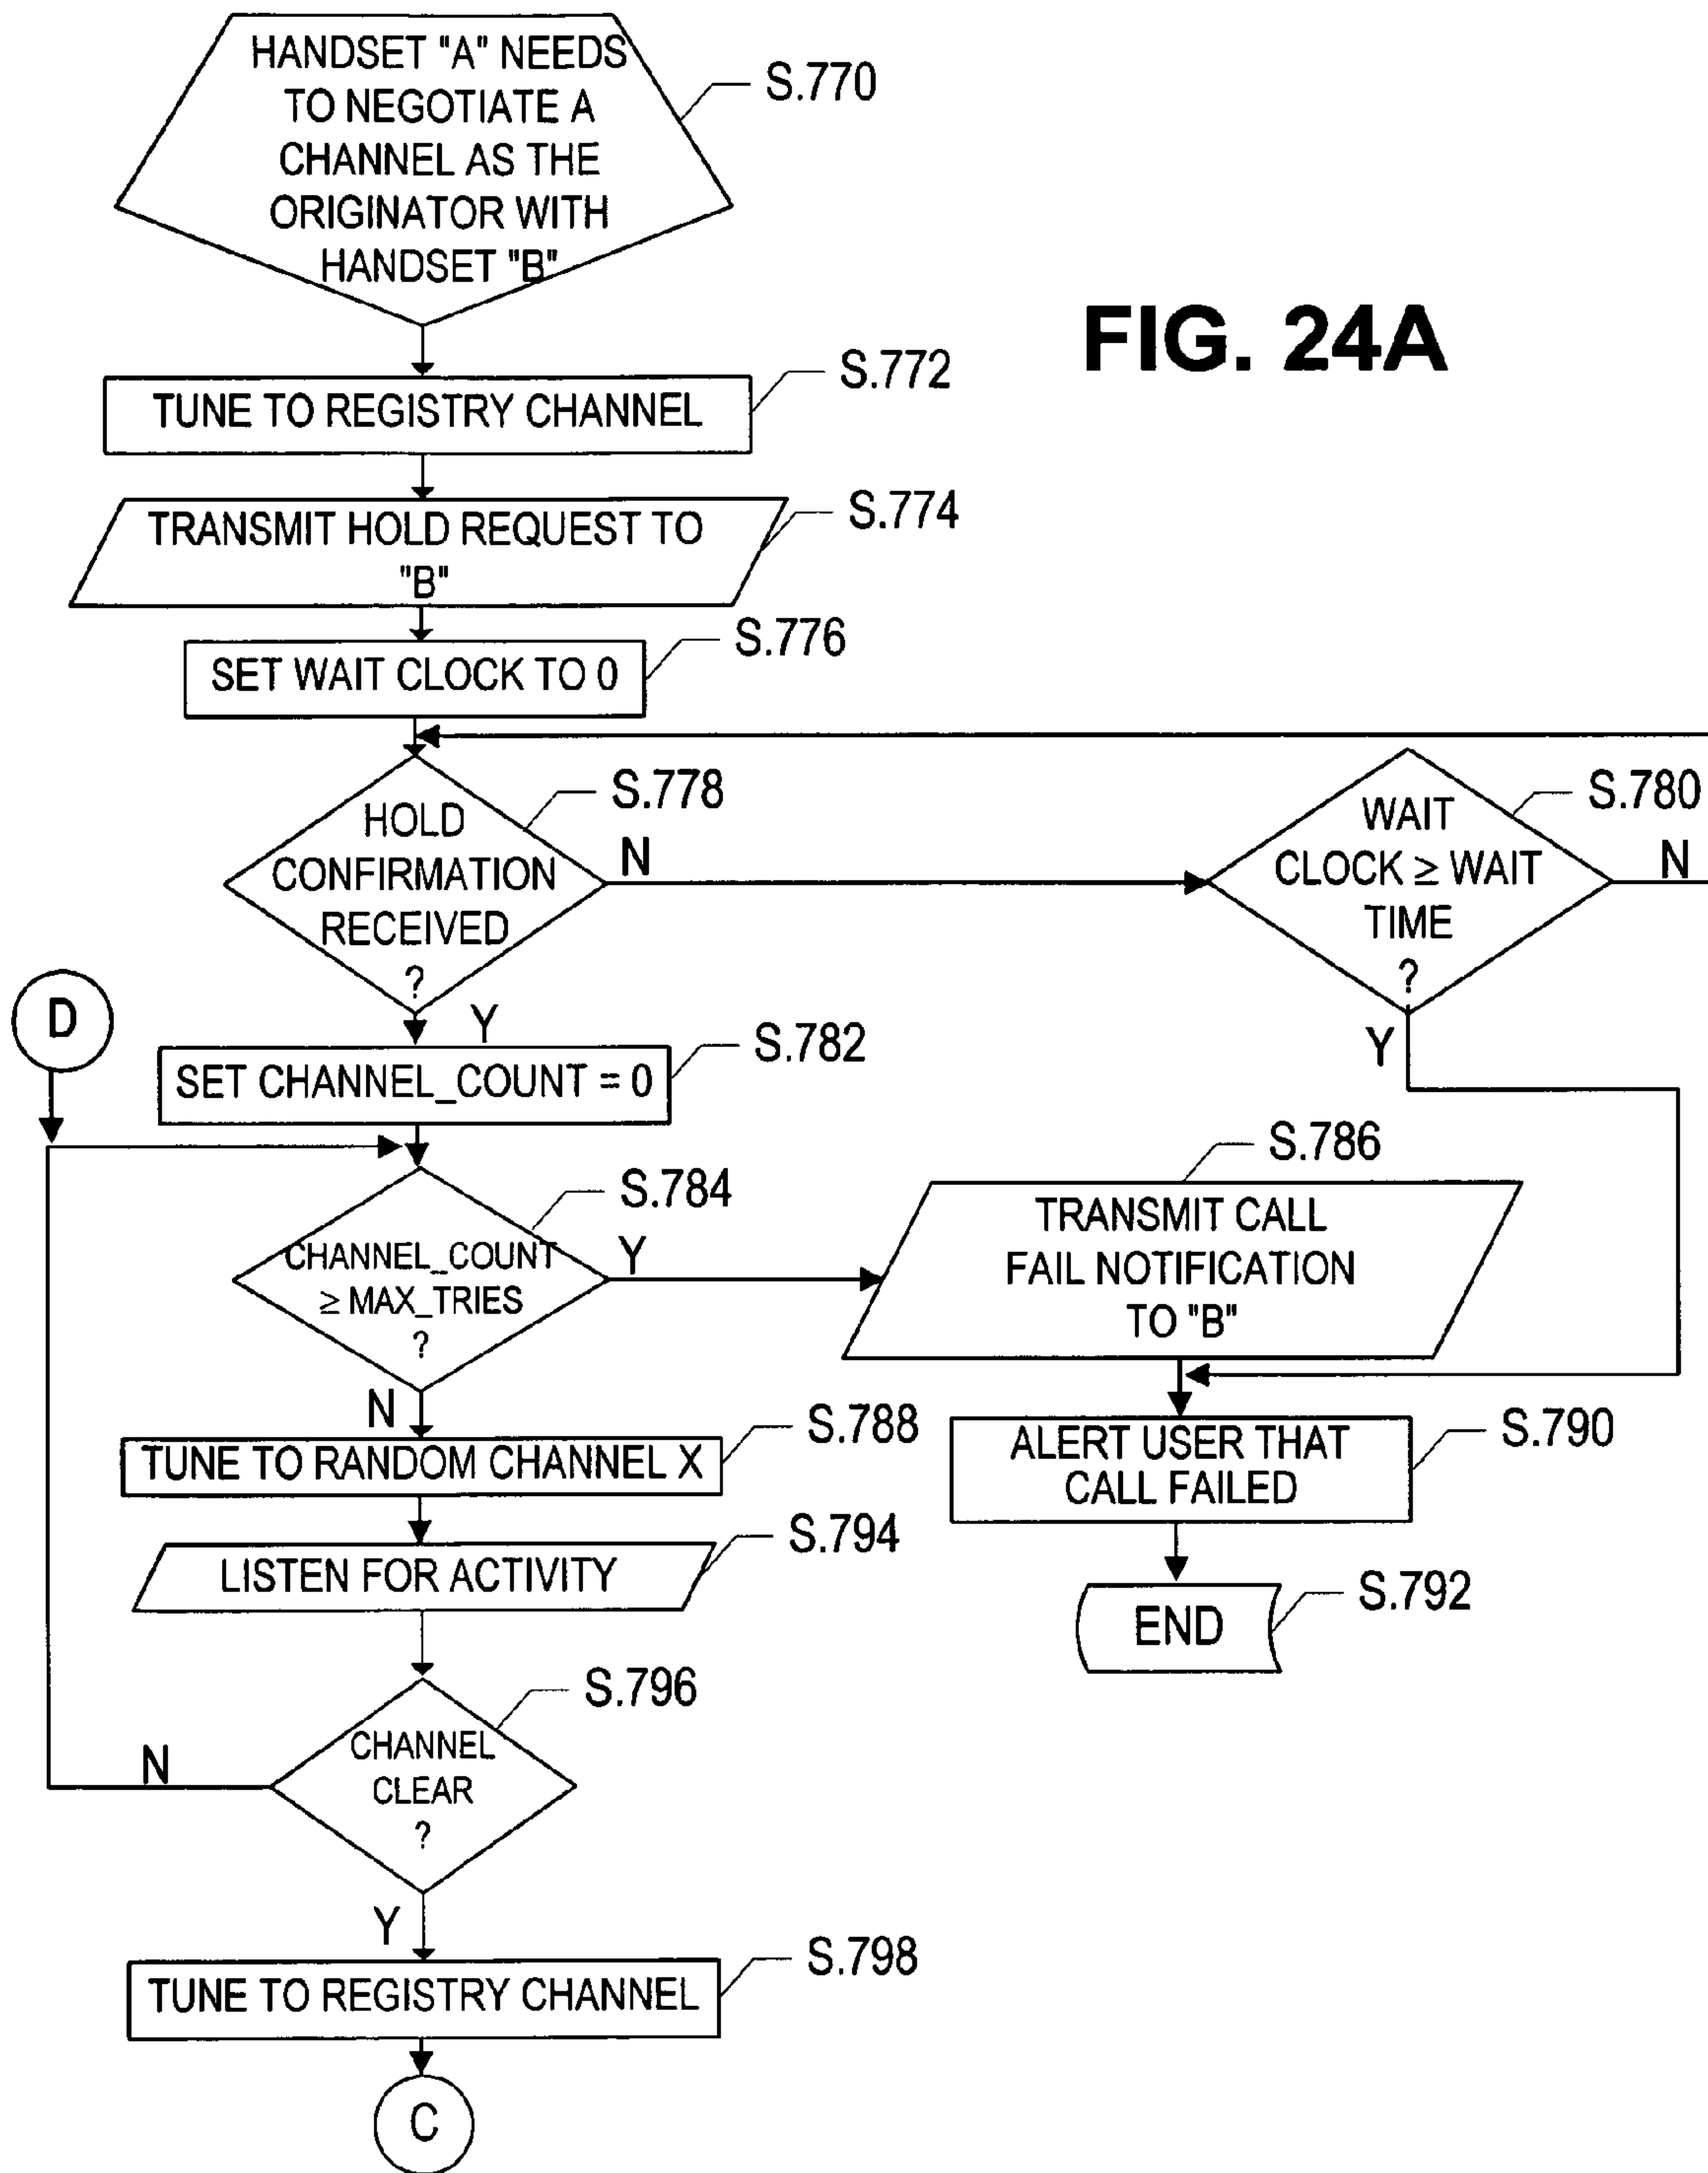 HANDSET "A" NEEDS
TO NEGOTIATE A
CHANNEL AS THE
ORIGINATOR WITH
HANDSET "B"
S.770
FIG. 24A
TUNE TO REGISTRY CHANNEL
S.772
TRANSMIT HOLD REQUEST TO
"B"
S.774
SET WAIT CLOCK TO 0
S.776
HOLD
CONFIRMATION
RECEIVED
?
S.778
N
Y
WAIT
CLOCK ≥ WAIT
TIME
?
S.780
N
Y
D
SET CHANNEL_COUNT = 0
S.782
CHANNEL_COUNT
≥ MAX_TRIES
?
S.784
Y
N
TRANSMIT CALL
FAIL NOTIFICATION
TO "B"
S.786
TUNE TO RANDOM CHANNEL X
S.788
ALERT USER THAT
CALL FAILED
S.790
LISTEN FOR ACTIVITY
S.794
END
S.792
CHANNEL
CLEAR
?
S.796
N
Y
TUNE TO REGISTRY CHANNEL
S.798
C